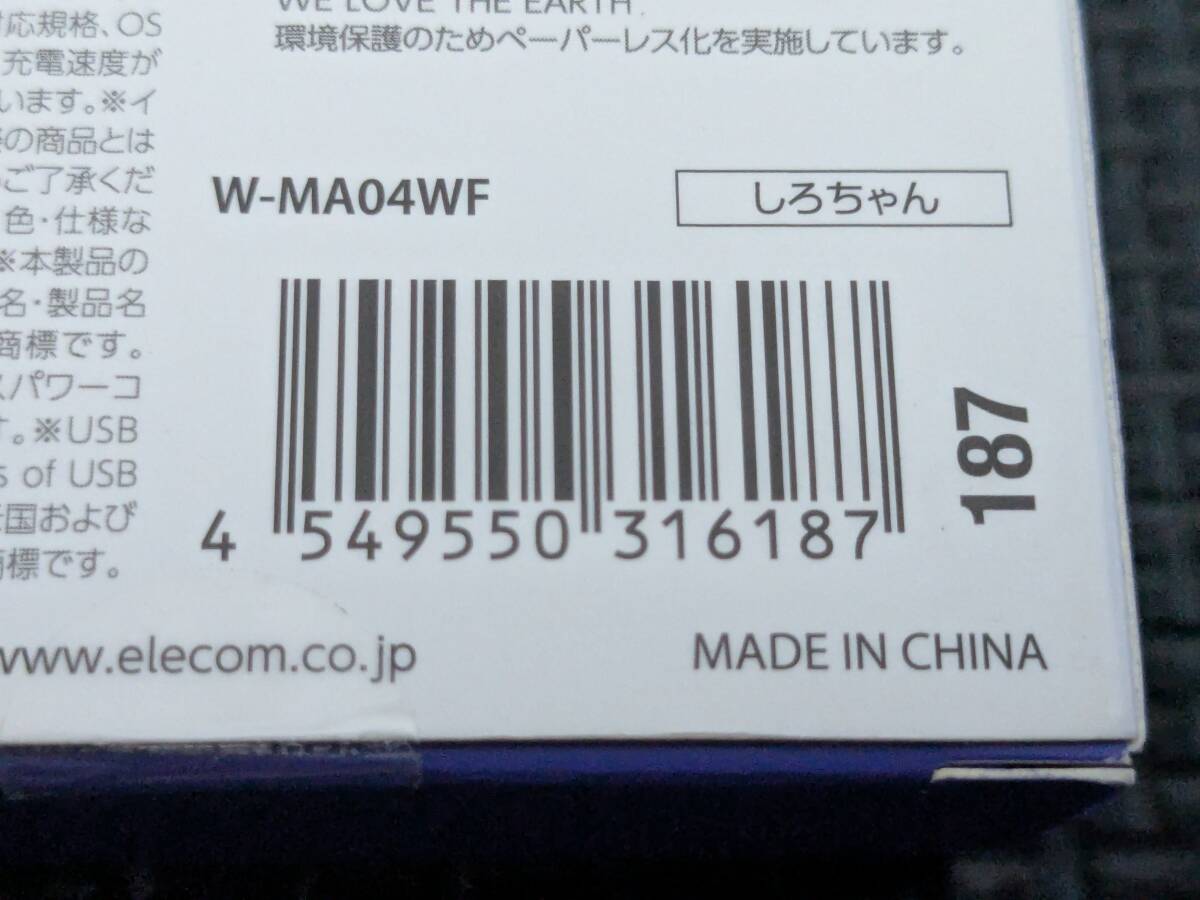 応規格、OS
充電速度が
います。※イ
の商品とは
ご了承くだ
色・仕様な
※本製品の
名・製品名
商標です。
スパワーコ
す。※USB
s of USB
国および
商標です。
WE LOVE THE EARTH.
環境保護のためペーパーレス化を実施しています。
W-MA04WF
しろちゃん
4 549550 316187
187
www.elecom.co.jp
MADE IN CHINA